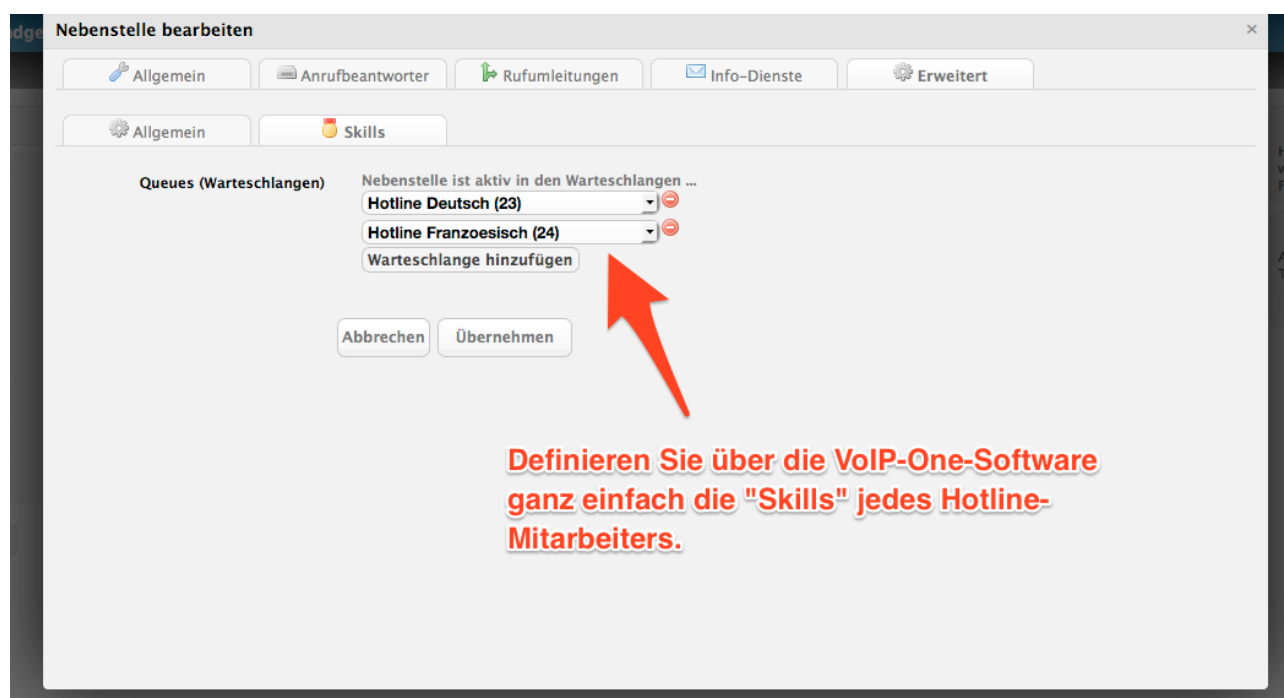 dge
Nebenstelle bearbeiten ×
Allgemein Anrufbeantworter Rufumleitungen Info-Dienste Erweitert
Allgemein Skills
Queues (Warteschlangen) Nebenstelle ist aktiv in den Warteschlangen ...
Hotline Deutsch (23)
Hotline Franzoesisch (24)
Warteschlange hinzufügen
Abbrechen Übernehmen
Definieren Sie über die VoIP-One-Software
ganz einfach die "Skills" jedes Hotline-
Mitarbeiters.